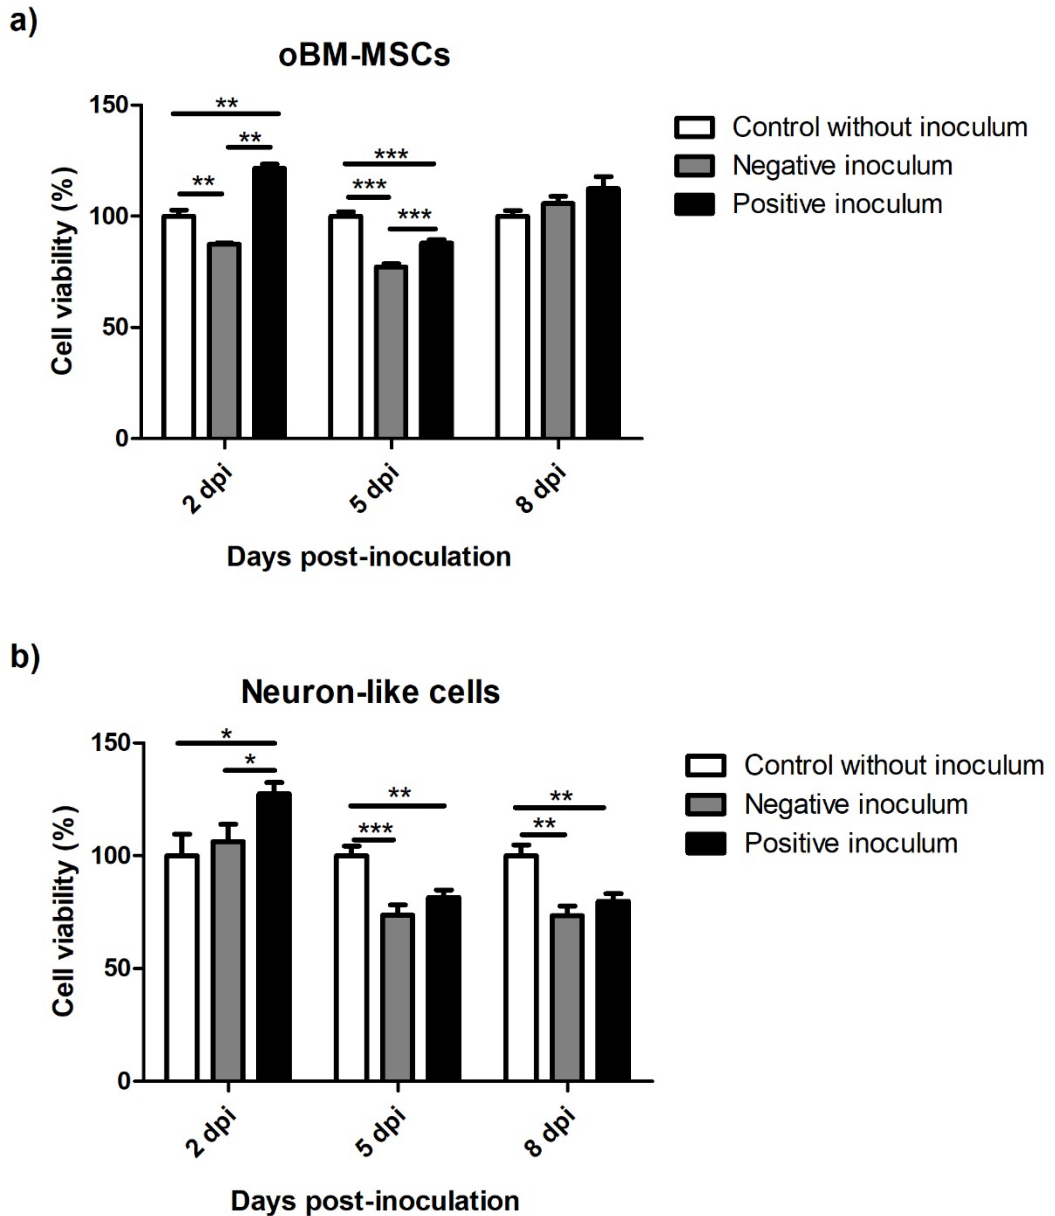 a)
oBM-MSCs
Cell viability (%)
150
100
50
0
**
**
**
***
***
***
2 dpi
5 dpi
8 dpi
Days post-inoculation
Control without inoculum
Negative inoculum
Positive inoculum
b)
Neuron-like cells
Cell viability (%)
150
100
50
0
*
*
**
***
**
**
2 dpi
5 dpi
8 dpi
Days post-inoculation
Control without inoculum
Negative inoculum
Positive inoculum